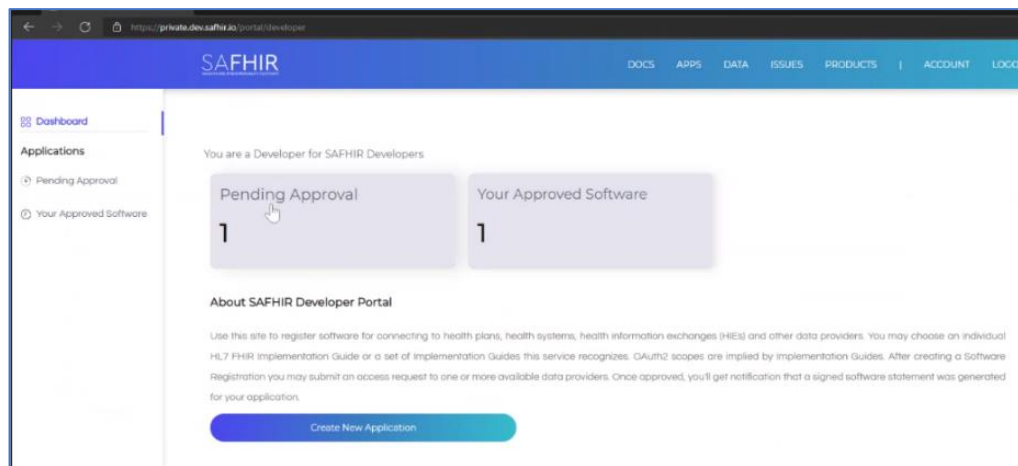 https://private.dev.safhir.io/portal/developer
SAFHIR
DOCS APPS DATA ISSUES PRODUCTS | ACCOUNT LOGO
Dashboard
Applications
Pending Approval
Your Approved Software
You are a Developer for SAFHIR Developers
Pending Approval
Your Approved Software
1
1
About SAFHIR Developer Portal
Use this site to register software for connecting to health plans, health systems, health information exchanges (HIEs) and other data providers. You may choose an individual
HL7 FHIR Implementation Guide or a set of Implementation Guides this service recognizes. OAuth2 scopes are implied by Implementation Guides. After creating a Software
Registration you may submit an access request to one or more available data providers. Once approved, you'll get notification that a signed software statement was generated
for your application.
Create New Application